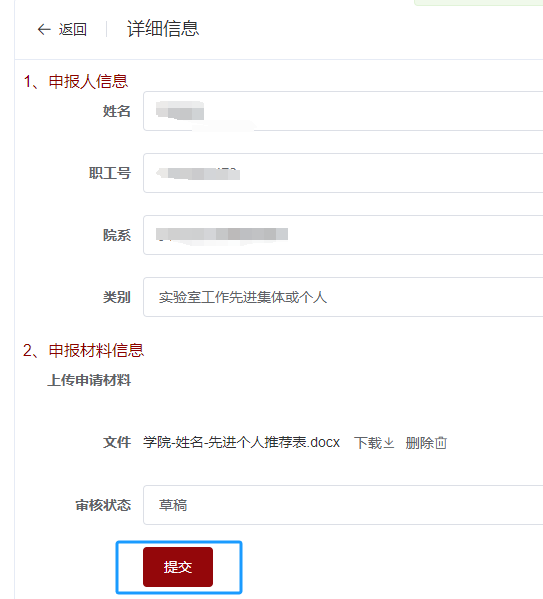 返回 详细信息
1、申报人信息
姓名
职工号
院系
类别 实验室工作先进集体或个人
2、申报材料信息
上传申请材料
文件 学院-姓名-先进个人推荐表.docx 下载 删除
审核状态 草稿
提交